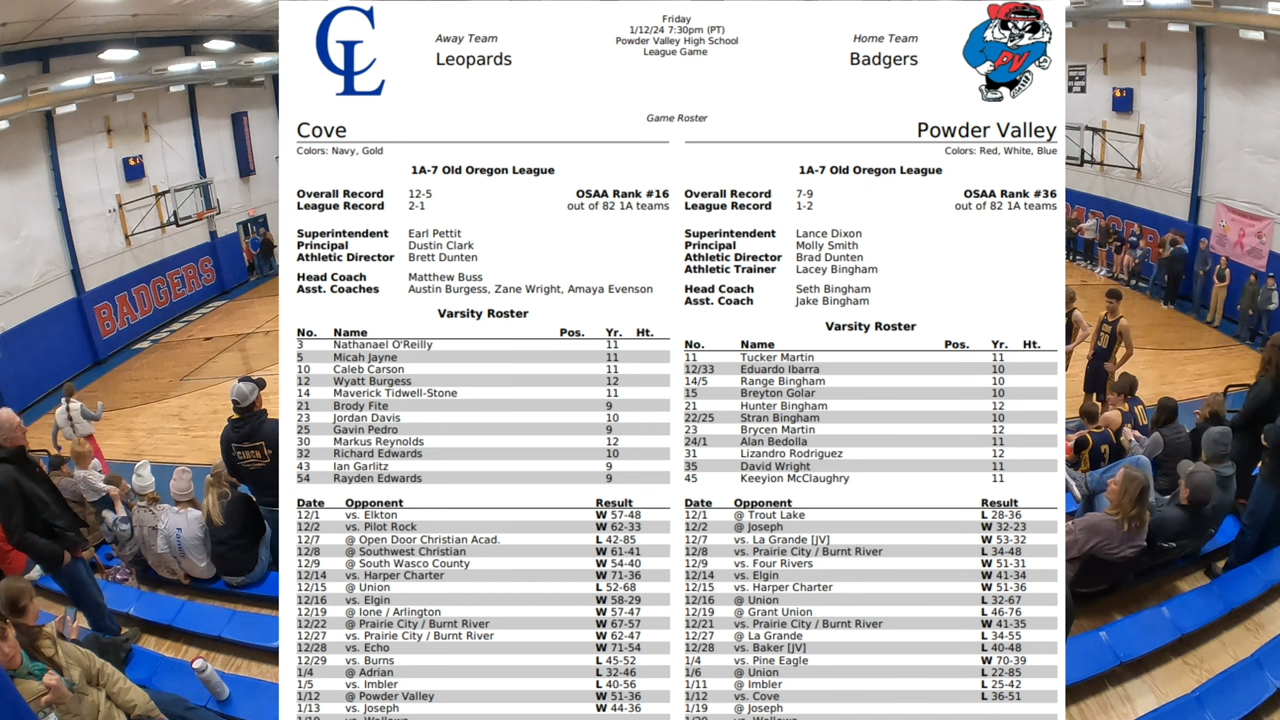 CL
Away Team
Leopards
Friday
1/12/24 7:30pm (PT)
Powder Valley High School
League Game
Home Team
Badgers
PV
Game Roster
Cove
Colors: Navy, Gold
1A-7 Old Oregon League
Overall Record 12-5 OSAA Rank #16
League Record 2-1 out of 82 1A teams
Superintendent Earl Pettit
Principal Dustin Clark
Athletic Director Brett Dunten
Head Coach Matthew Buss
Asst. Coaches Austin Burgess, Zane Wright, Amaya Evenson
Varsity Roster
No. Name Pos. Yr. Ht.
3 Nathanael O'Reilly 11
5 Micah Jayne 11
10 Caleb Carson 11
12 Wyatt Burgess 12
14 Maverick Tidwell-Stone 11
21 Brody Fite 9
23 Jordan Davis 10
25 Gavin Pedro 9
30 Markus Reynolds 12
32 Richard Edwards 10
43 Ian Garlitz 9
54 Rayden Edwards 9
Date Opponent Result
12/1 vs. Elkton W 57-48
12/2 vs. Pilot Rock W 62-33
12/7 @ Open Door Christian Acad. L 42-85
12/8 @ Southwest Christian W 61-41
12/9 @ South Wasco County W 54-40
12/14 vs. Harper Charter W 71-36
12/15 @ Union L 52-68
12/16 vs. Elgin W 58-29
12/19 @ Ione / Arlington W 57-47
12/22 @ Prairie City / Burnt River W 67-57
12/27 vs. Prairie City / Burnt River W 62-47
12/28 vs. Echo W 71-54
12/29 vs. Burns L 45-52
1/4 @ Adrian L 32-46
1/5 vs. Imbler L 40-56
1/12 @ Powder Valley W 51-36
1/13 vs. Joseph W 44-36
Powder Valley
Colors: Red, White, Blue
1A-7 Old Oregon League
Overall Record 7-9 OSAA Rank #36
League Record 1-2 out of 82 1A teams
Superintendent Lance Dixon
Principal Molly Smith
Athletic Director Brad Dunten
Athletic Trainer Lacey Bingham
Head Coach Seth Bingham
Asst. Coach Jake Bingham
Varsity Roster
No. Name Pos. Yr. Ht.
11 Tucker Martin 11
12/33 Eduardo Ibarra 10
14/5 Range Bingham 10
15 Breyton Golar 10
21 Hunter Bingham 12
22/25 Stran Bingham 10
23 Brycen Martin 12
24/1 Alan Bedolla 11
31 Lizandro Rodriguez 12
35 David Wright 11
45 Keeyion McClaughry 11
Date Opponent Result
12/1 @ Trout Lake L 28-36
12/2 @ Joseph W 32-23
12/7 vs. La Grande [JV] W 53-32
12/8 vs. Prairie City / Burnt River L 34-48
12/9 vs. Four Rivers W 51-31
12/14 vs. Elgin W 41-34
12/15 vs. Harper Charter W 51-36
12/16 @ Union L 32-67
12/19 @ Grant Union L 46-76
12/21 vs. Prairie City / Burnt River W 41-35
12/27 @ La Grande L 34-55
12/28 vs. Baker [JV] L 40-48
1/4 vs. Pine Eagle W 70-39
1/6 @ Union L 22-85
1/11 @ Imbler L 25-42
1/12 vs. Cove L 36-51
1/19 @ Joseph
BADGERS
30
10
3